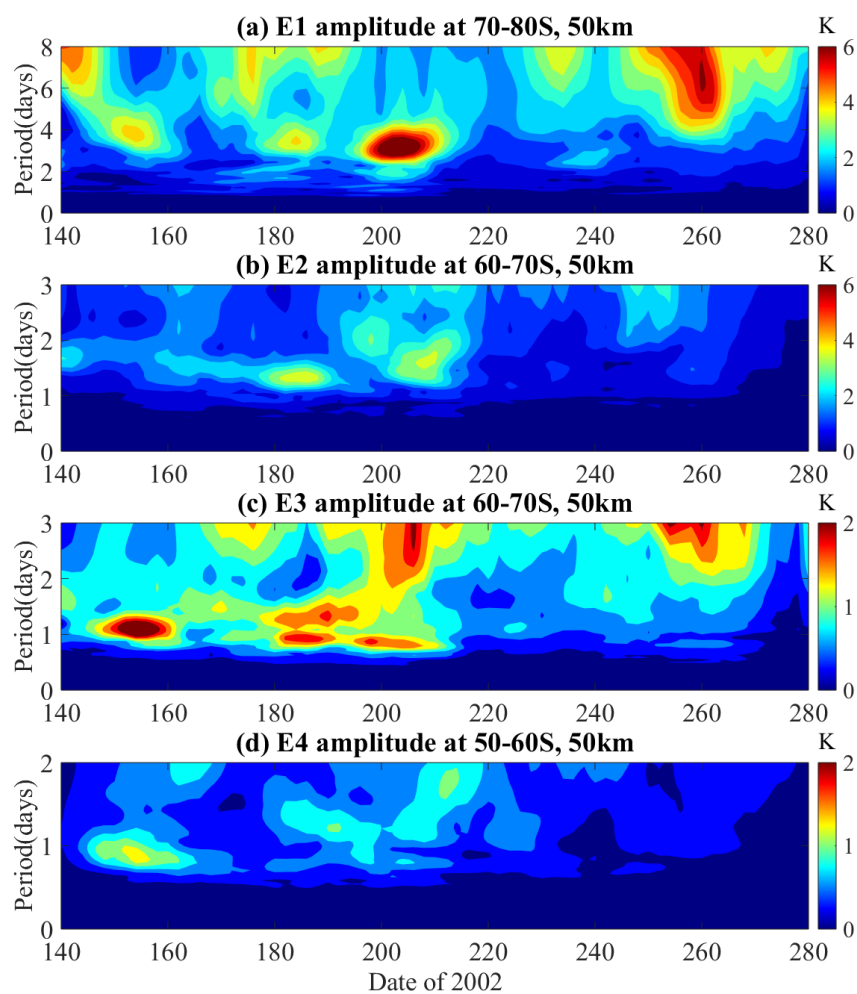 (a) E1 amplitude at 70-80S, 50km K
8 6
6 4
4 2
2
0 0
Period(days)
140 160 180 200 220 240 260 280
(b) E2 amplitude at 60-70S, 50km K
3 6
2 4
1 2
0 0
Period(days)
140 160 180 200 220 240 260 280
(c) E3 amplitude at 60-70S, 50km K
3 2
2
1 1
0 0
Period(days)
140 160 180 200 220 240 260 280
(d) E4 amplitude at 50-60S, 50km K
2 2
1 1
0 0
Period(days)
140 160 180 200 220 240 260 280
Date of 2002